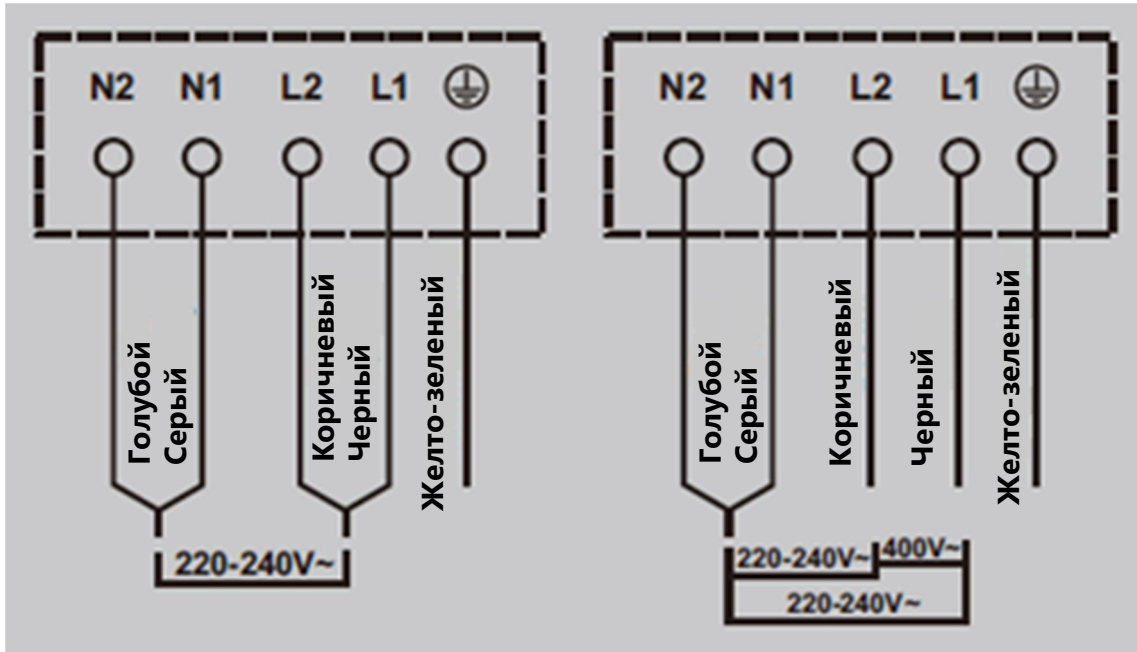 N2 N1 L2 L1
Голубой
Серый
Коричневый
Черный
Желто-зеленый
220-240V~
N2 N1 L2 L1
Голубой
Серый
Коричневый
Черный
Желто-зеленый
220-240V~
400V~
220-240V~